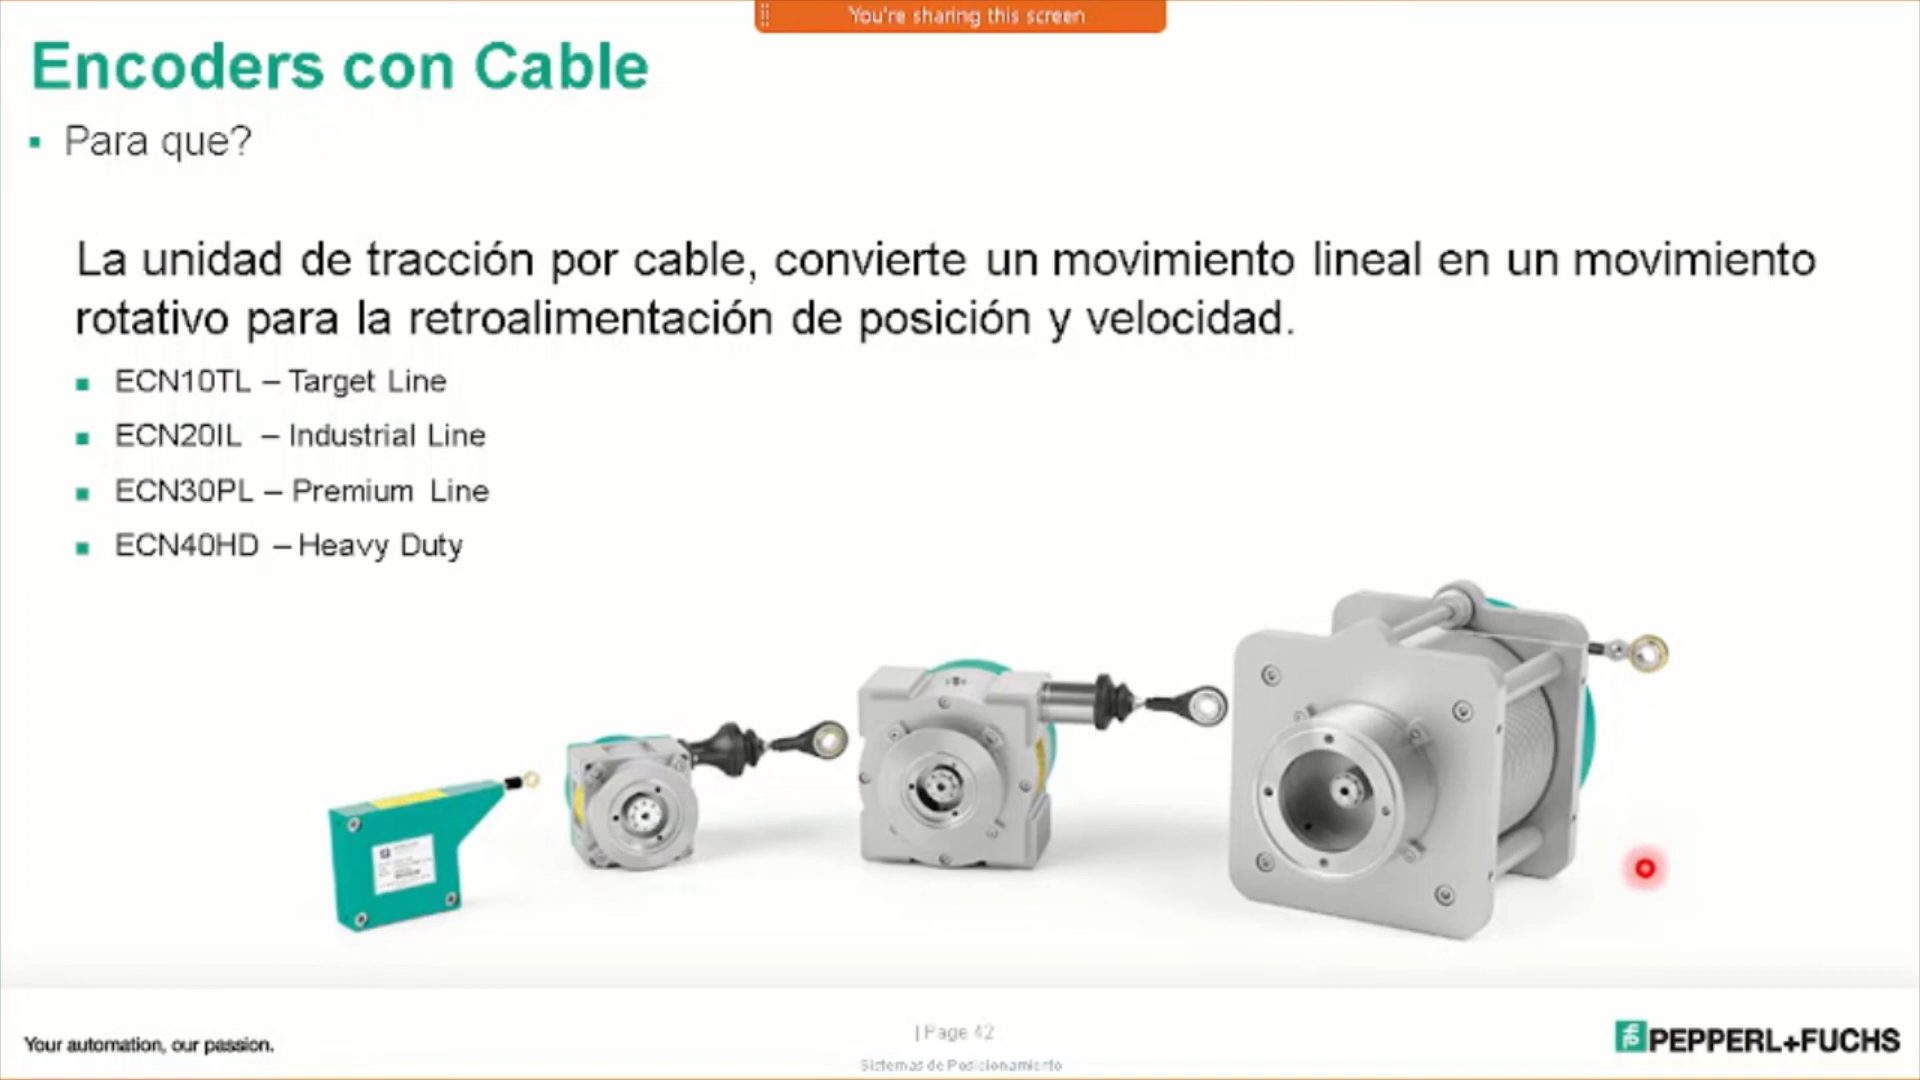 You're sharing this screen
Encoders con Cable
Para que?
La unidad de tracción por cable, convierte un movimiento lineal en un movimiento
rotativo para la retroalimentación de posición y velocidad.
ECN10TL – Target Line
ECN20IL – Industrial Line
ECN30PL – Premium Line
ECN40HD – Heavy Duty
Your automation, our passion.
| Page 42
Sistemas de Posicionamiento
PEPPERL+FUCHS